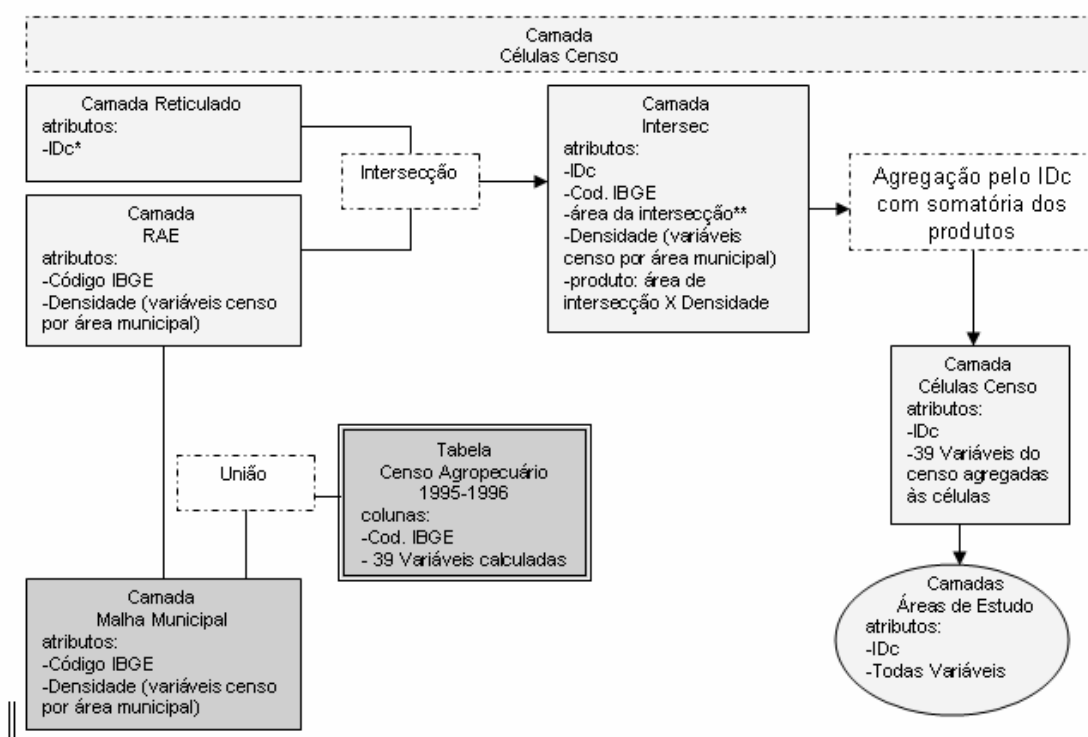 Camada
Células Censo
Camada Reticulado
atributos:
-IDc*
Camada
RAE
atributos:
-Código IBGE
-Densidade (variáveis censo
por área municipal)
Intersecção
Camada
Intersec
atributos:
-IDc
-Cod. IBGE
-área da intersecção**
-Densidade (variáveis
censo por área municipal)
-produto: área de
intersecção X Densidade
Agregação pelo IDc
com somatória dos
produtos
Camada
Células Censo
atributos:
-IDc
-39 Variáveis do
censo agregadas
às células
União
Tabela
Censo Agropecuário
1995-1996
colunas:
-Cod. IBGE
- 39 Variáveis calculadas
Camada
Malha Municipal
atributos:
-Código IBGE
-Densidade (variáveis censo
por área municipal)
Camadas
Áreas de Estudo
atributos:
-IDc
-Todas Variáveis